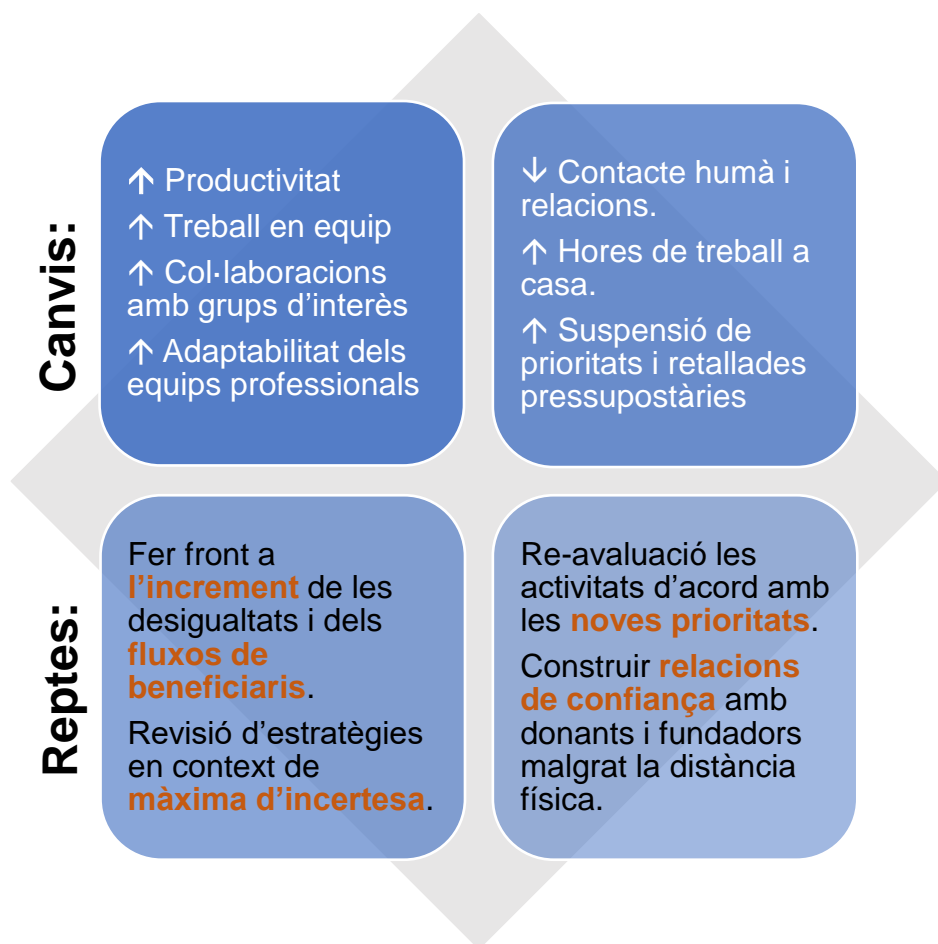 Canvis:
↑ Productivitat
↑ Treball en equip
↑ Col·laboracions
amb grups d’interès
↑ Adaptabilitat dels
equips professionals
↓ Contacte humà i
relacions.
↑ Hores de treball a
casa.
↑ Suspensió de
prioritats i retallades
pressupostàries
Reptes:
Fer front a
l’increment de les
desigualtats i dels
fluxos de
beneficiaris.
Revisió d’estratègies
en context de
màxima d’incertesa.
Re-avaluació les
activitats d’acord amb
les noves prioritats.
Construir relacions
de confiança amb
donants i fundadors
malgrat la distància
física.